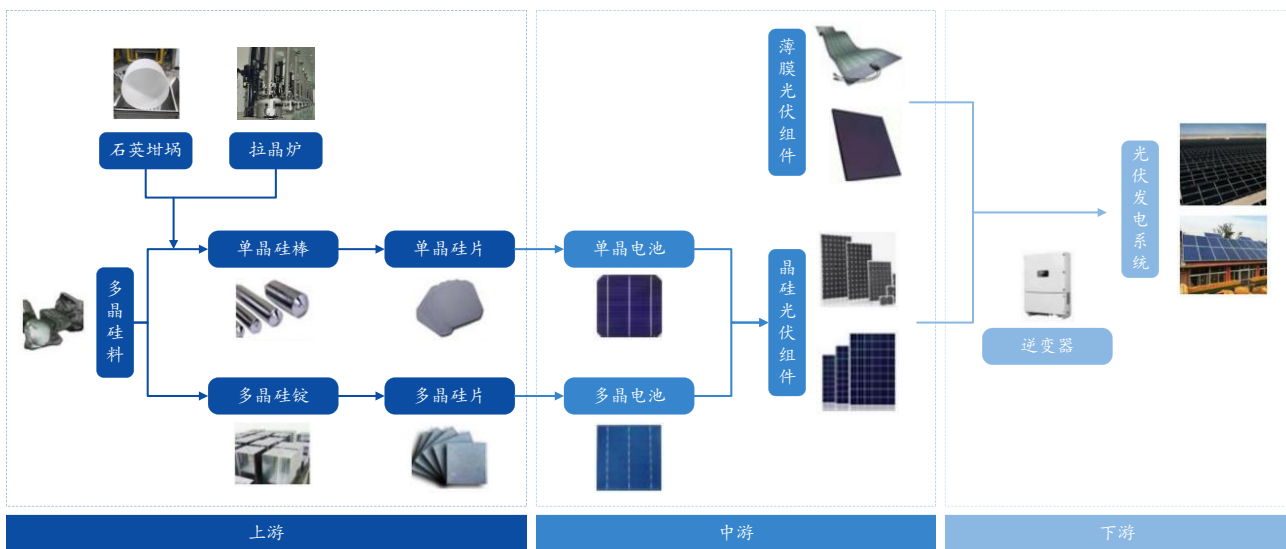 石英坩埚
拉晶炉
多晶硅料
单晶硅棒
单晶硅片
多晶硅锭
多晶硅片
单晶电池
多晶电池
薄膜光伏组件
晶硅光伏组件
逆变器
光伏发电系统
上游
中游
下游